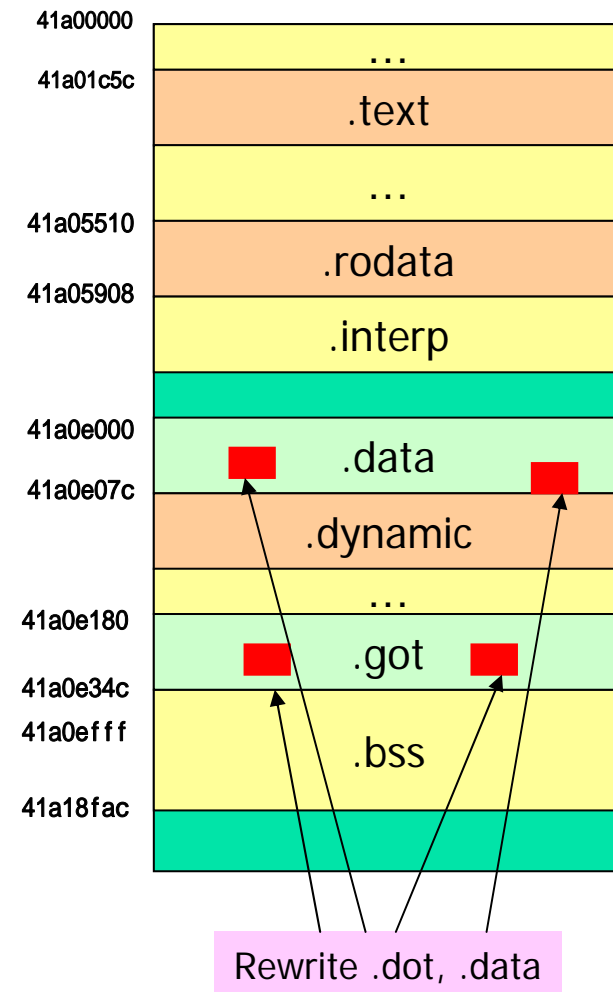 41a00000
...
41a01c5c
.text
...
41a05510
.rodata
41a05908
.interp
41a0e000
.data
41a0e07c
.dynamic
...
41a0e180
.got
41a0e34c
41a0efff
.bss
41a18fac
Rewrite .dot, .data